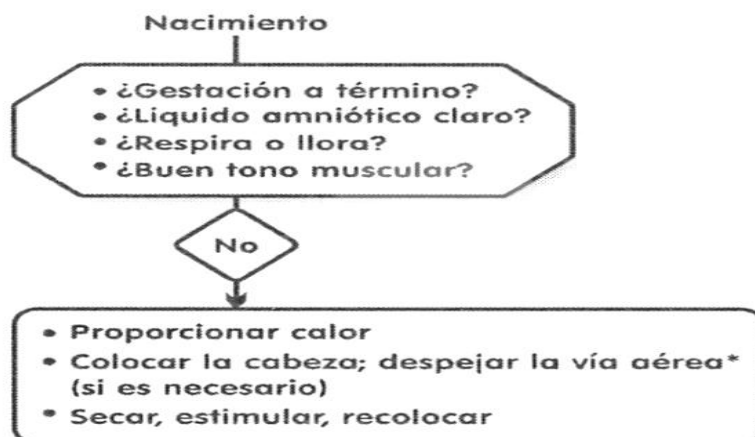 Nacimiento
• ¿Gestación a término?
• ¿Liquido amniótico claro?
• ¿Respira o llora?
• ¿Buen tono muscular?
No
• Proporcionar calor
• Colocar la cabeza; despejar la vía aérea*
(si es necesario)
• Secar, estimular, recolocar